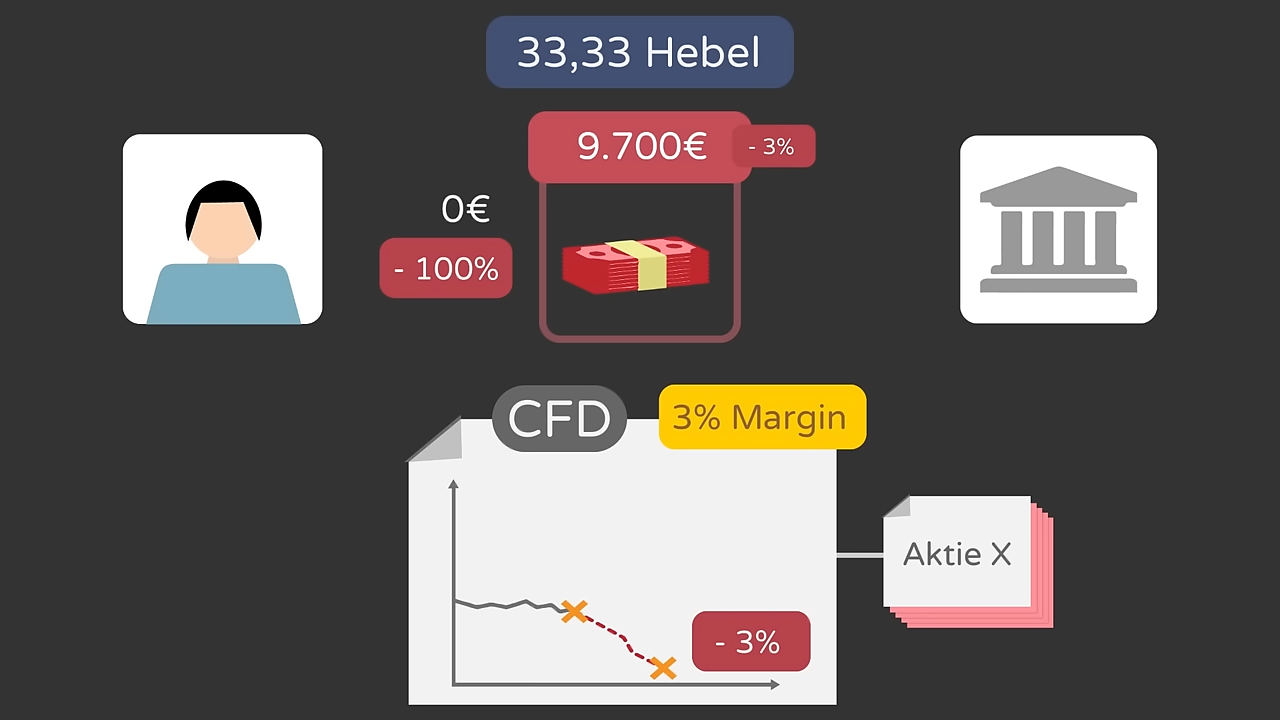 33,33 Hebel
9.700€
- 3%
0€
- 100%
CFD
3% Margin
Aktie X
- 3%